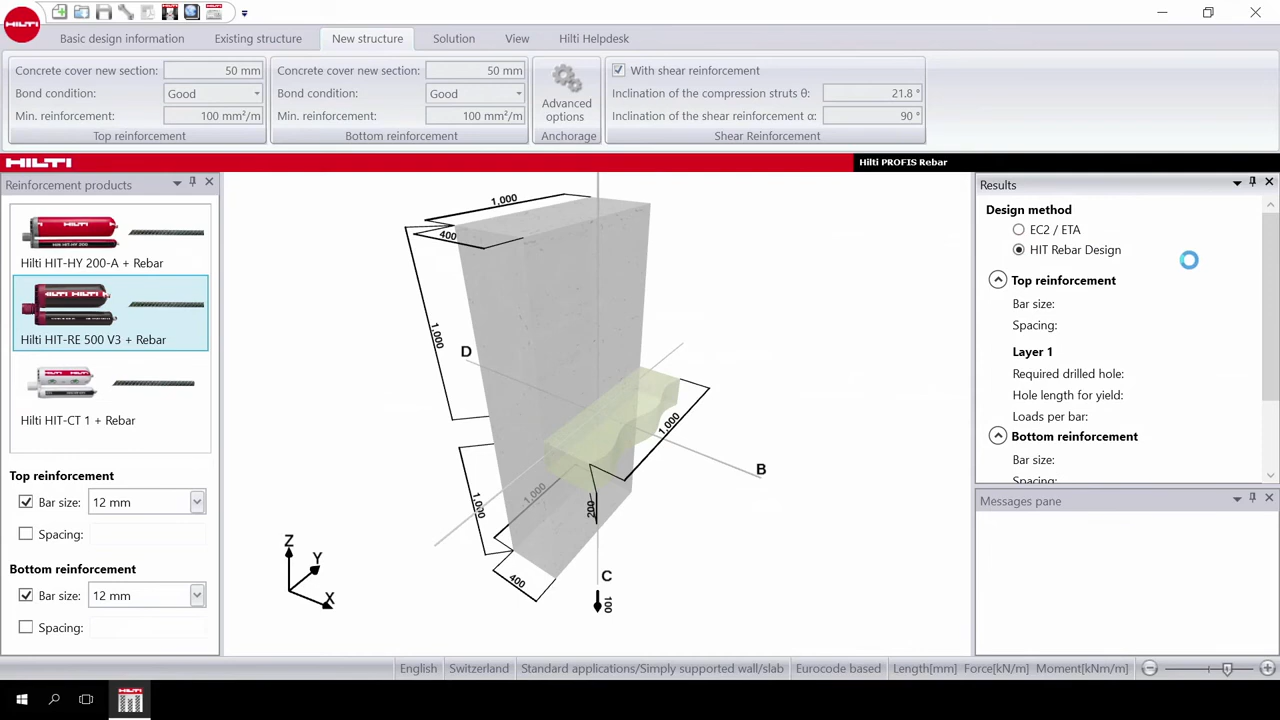 HILTI
Basic design information
Existing structure
New structure
Solution
View
Hilti Helpdesk
Concrete cover new section: 50 mm
Bond condition: Good
Min. reinforcement: 100 mm²/m
Top reinforcement
Concrete cover new section: 50 mm
Bond condition: Good
Min. reinforcement: 100 mm²/m
Bottom reinforcement
Advanced
options
Anchorage
With shear reinforcement
Inclination of the compression struts θ: 21.8 °
Inclination of the shear reinforcement α: 90 °
Shear Reinforcement
HILTI
Hilti PROFIS Rebar
Reinforcement products
Hilti HIT-HY 200-A + Rebar
Hilti HIT-RE 500 V3 + Rebar
Hilti HIT-CT 1 + Rebar
Top reinforcement
Bar size: 12 mm
Spacing:
Bottom reinforcement
Bar size: 12 mm
Spacing:
1,000
400
1,000
D
1,000
B
1,000
1,000
200
400
C
100
Z
Y
X
Results
Design method
EC2 / ETA
HIT Rebar Design
Top reinforcement
Bar size:
Spacing:
Layer 1
Required drilled hole:
Hole length for yield:
Loads per bar:
Bottom reinforcement
Bar size:
Spacing:
Messages pane
English
Switzerland
Standard applications/Simply supported wall/slab
Eurocode based
Length[mm] Force[kN/m] Moment[kNm/m]
HILTI